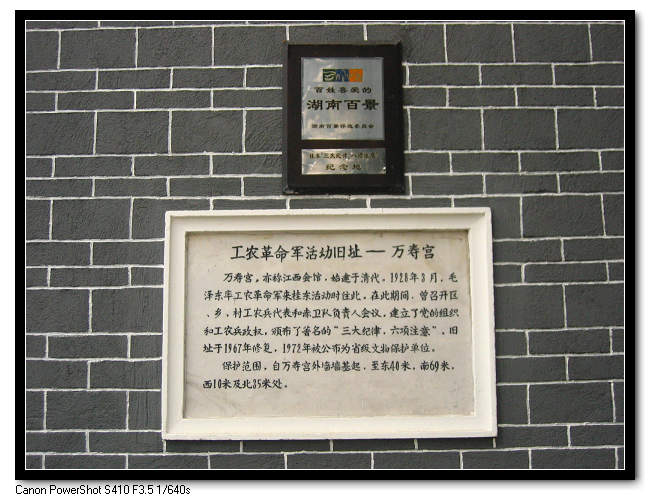 百姓喜爱的
湖南百景
湖南百景评选委员会
纪念地
工农革命军活动旧址 — 万寿宫
万寿宫，亦称江西会馆，始建于清代，1928年3月，毛
泽东率工农革命军来桂东活动时住此，在此期间，曾召开区
、乡、村工农兵代表和赤卫队负责人会议，建立了党的组织
和工农兵政权，颁布了著名的“三大纪律，六项注意”，旧
址于1967年修复，1972年被公布为省级文物保护单位。
保护范围，自万寿宫外墙墙基起，至东40米，南69米，
西10米及北35米处。
Canon PowerShot S410 F3.5 1/640s